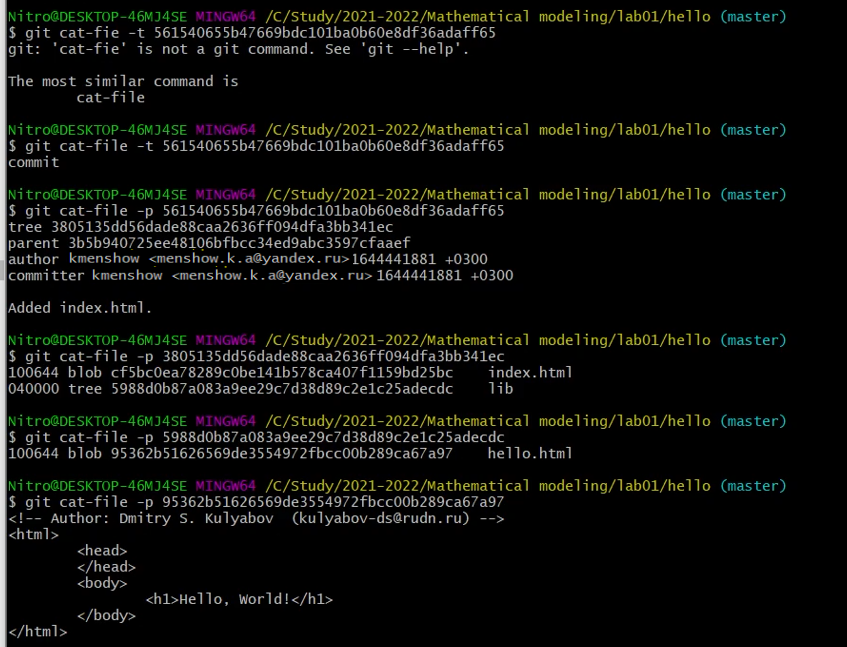 Nitro@DESKTOP-46MJ4SE MINGW64 /C/Study/2021-2022/Mathematical modeling/lab01/hello (master)
$ git cat-fie -t 561540655b47669bdc101ba0b60e8df36adaff65
git: 'cat-fie' is not a git command. See 'git --help'.
The most similar command is
cat-file
Nitro@DESKTOP-46MJ4SE MINGW64 /C/Study/2021-2022/Mathematical modeling/lab01/hello (master)
$ git cat-file -t 561540655b47669bdc101ba0b60e8df36adaff65
commit
Nitro@DESKTOP-46MJ4SE MINGW64 /C/Study/2021-2022/Mathematical modeling/lab01/hello (master)
$ git cat-file -p 561540655b47669bdc101ba0b60e8df36adaff65
tree 3805135dd56dade88caa2636ff094dfa3bb341ec
parent 3b5b940725ee48106bfbcc34ed9abc3597cfaaef
author kmenshow <menshow.k.a@yandex.ru> 1644441881 +0300
committer kmenshow <menshow.k.a@yandex.ru> 1644441881 +0300
Added index.html.
Nitro@DESKTOP-46MJ4SE MINGW64 /C/Study/2021-2022/Mathematical modeling/lab01/hello (master)
$ git cat-file -p 3805135dd56dade88caa2636ff094dfa3bb341ec
100644 blob cf5bc0ea78289c0be141b578ca407f1159bd25bc    index.html
040000 tree 5988d0b87a083a9ee29c7d38d89c2e1c25adecdc    lib
Nitro@DESKTOP-46MJ4SE MINGW64 /C/Study/2021-2022/Mathematical modeling/lab01/hello (master)
$ git cat-file -p 5988d0b87a083a9ee29c7d38d89c2e1c25adecdc
100644 blob 95362b51626569de3554972fbcc00b289ca67a97    hello.html
Nitro@DESKTOP-46MJ4SE MINGW64 /C/Study/2021-2022/Mathematical modeling/lab01/hello (master)
$ git cat-file -p 95362b51626569de3554972fbcc00b289ca67a97
<!-- Author: Dmitry S. Kulyabov  (kulyabov-ds@rudn.ru) -->
<html>
<head>
</head>
<body>
<h1>Hello, World!</h1>
</body>
</html>